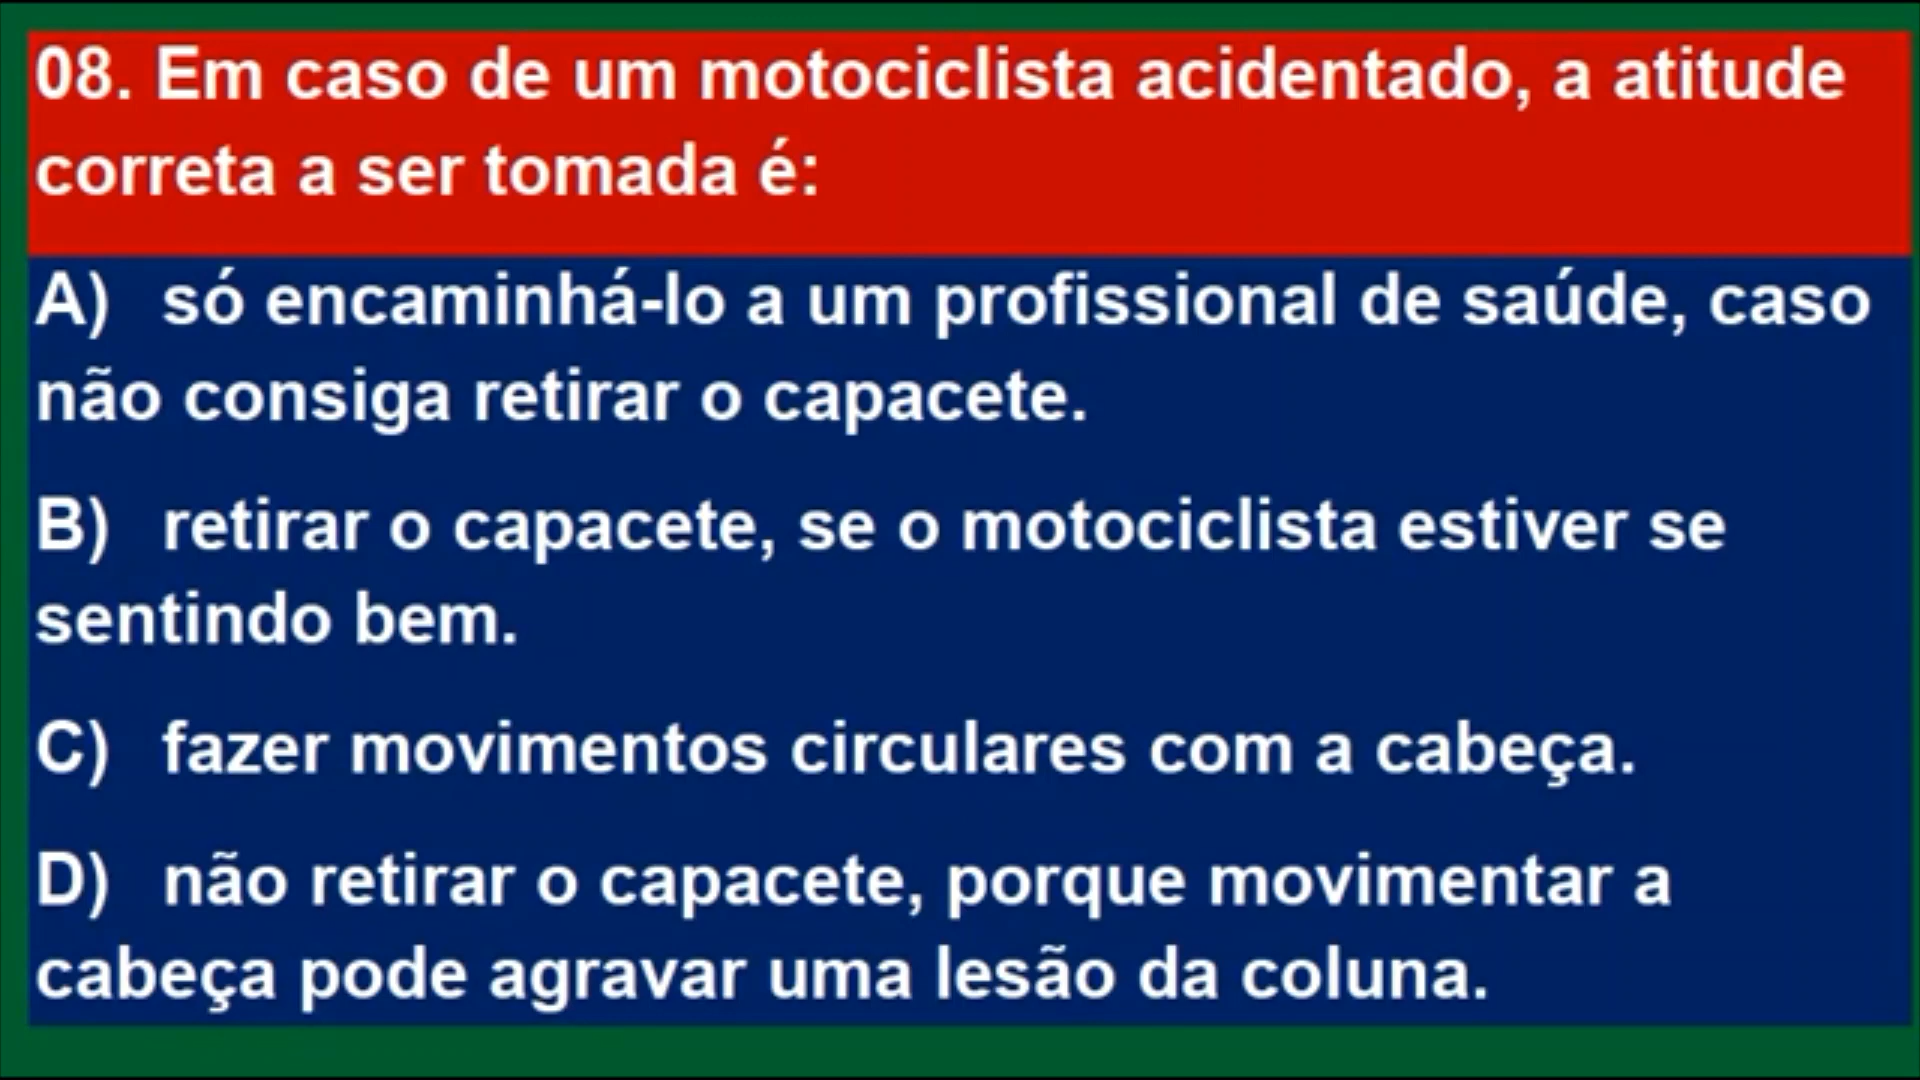 08. Em caso de um motociclista acidentado, a atitude
correta a ser tomada é:
A) só encaminhá-lo a um profissional de saúde, caso
não consiga retirar o capacete.
B) retirar o capacete, se o motociclista estiver se
sentindo bem.
C) fazer movimentos circulares com a cabeça.
D) não retirar o capacete, porque movimentar a
cabeça pode agravar uma lesão da coluna.